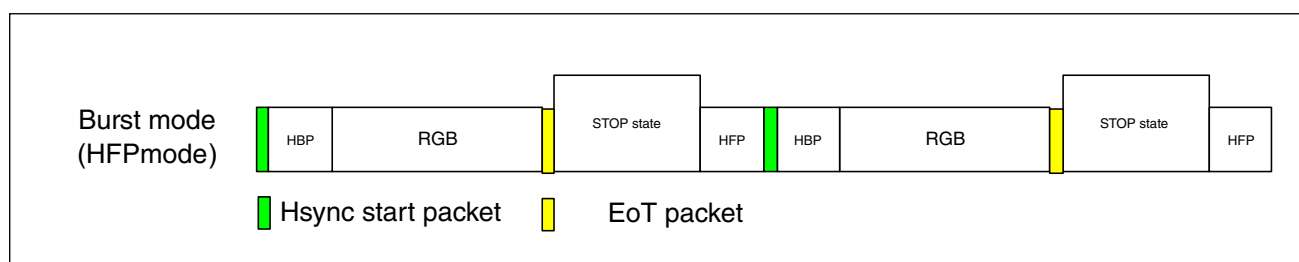 Burst mode
(HFPmode)
HBP
RGB
STOP state
HFP
HBP
RGB
STOP state
HFP
Hsync start packet
EoT packet